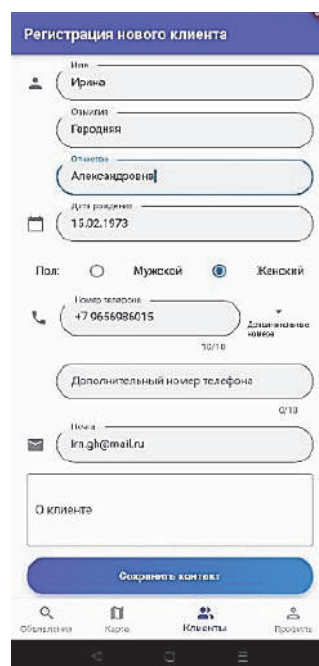 Регистрация нового клиента
Имя
Ирина
Фамилия
Городняя
Отчество
Александровна
Дата рождения
15.02.1973
Пол:
Мужской
Женский
Номер телефона
+7 9656986015
Дополнительные
номера
10/10
Дополнительный номер телефона
0/10
Почта
irn.gh@mail.ru
О клиенте
Сохранить контакт
Объявления
Карта
Клиенты
Профиль